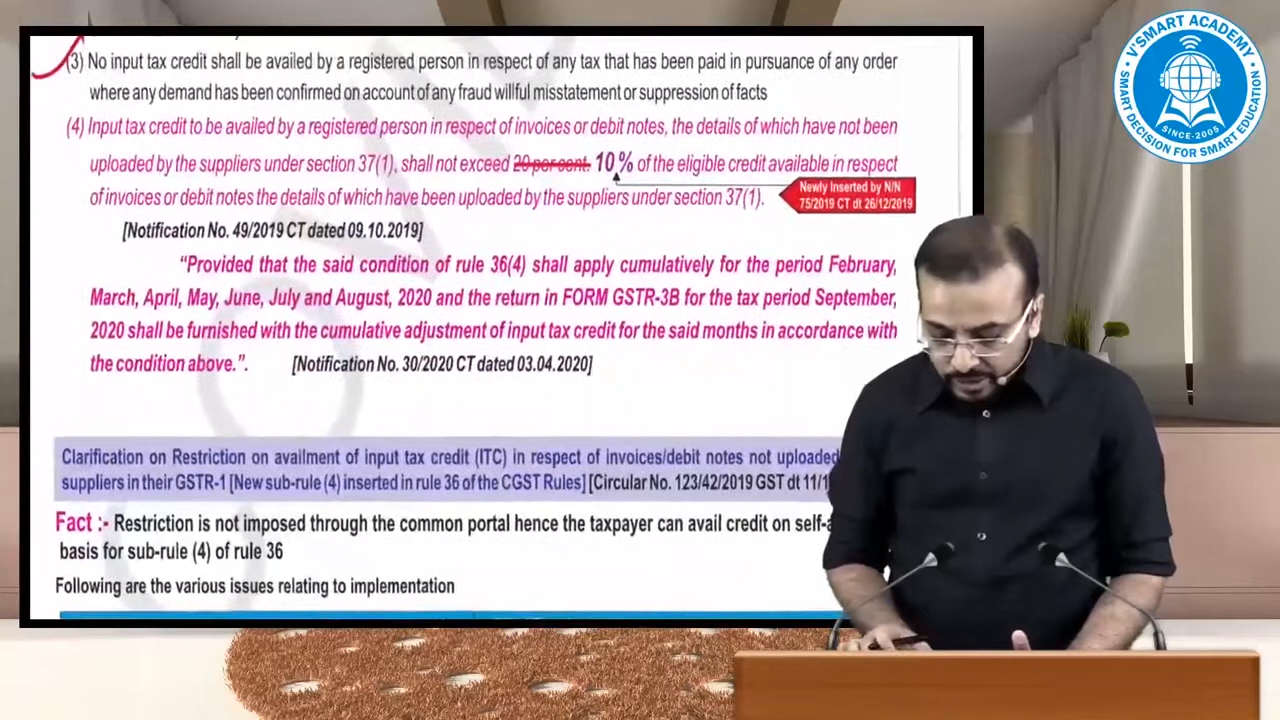 (3) No input tax credit shall be availed by a registered person in respect of any tax that has been paid in pursuance of any order
where any demand has been confirmed on account of any fraud willful misstatement or suppression of facts
(4) Input tax credit to be availed by a registered person in respect of invoices or debit notes, the details of which have not been
uploaded by the suppliers under section 37(1), shall not exceed 20 per cent. 10% of the eligible credit available in respect
of invoices or debit notes the details of which have been uploaded by the suppliers under section 37(1).
Newly Inserted by N/N
75/2019 CT dt 26/12/2019
[Notification No. 49/2019 CT dated 09.10.2019]
"Provided that the said condition of rule 36(4) shall apply cumulatively for the period February,
March, April, May, June, July and August, 2020 and the return in FORM GSTR-3B for the tax period September,
2020 shall be furnished with the cumulative adjustment of input tax credit for the said months in accordance with
the condition above.". [Notification No. 30/2020 CT dated 03.04.2020]
Clarification on Restriction on availment of input tax credit (ITC) in respect of invoices/debit notes not uploaded
suppliers in their GSTR-1 [New sub-rule (4) inserted in rule 36 of the CGST Rules] [Circular No. 123/42/2019 GST dt 11/1
Fact :- Restriction is not imposed through the common portal hence the taxpayer can avail credit on self-a
basis for sub-rule (4) of rule 36
Following are the various issues relating to implementation
V'SMART ACADEMY
SINCE-2005
SMART DECISION FOR SMART EDUCATION